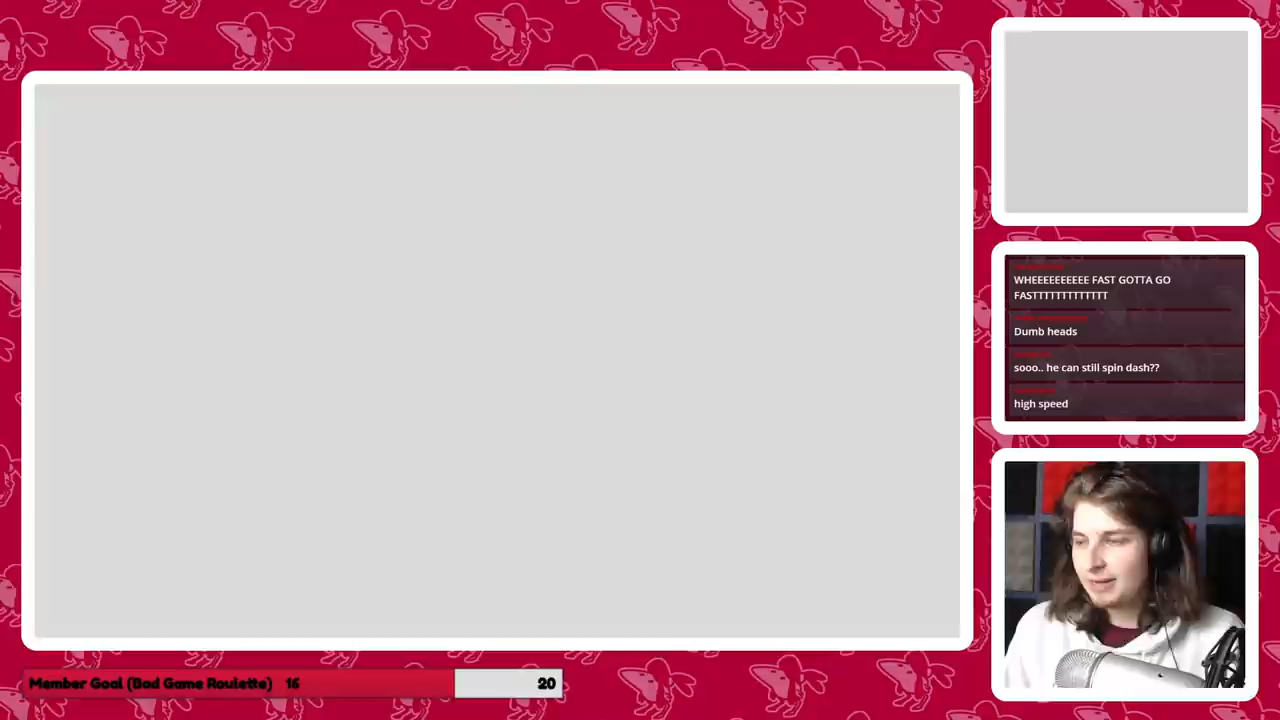 WHEEEEEEEEEE FAST GOTTA GO
FASTTTTTTTTTTTTT
Dumb heads
sooo.. he can still spin dash??
high speed
Member Goal (Bad Game Roulette) 16
20